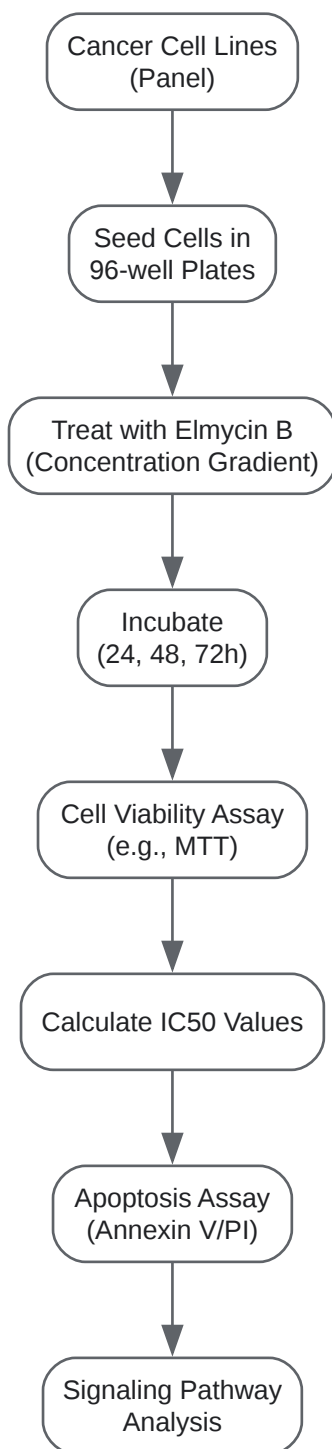 Cancer Cell Lines
(Panel)
Seed Cells in
96-well Plates
Treat with Elmycin B
(Concentration Gradient)
Incubate
(24, 48, 72h)
Cell Viability Assay
(e.g., MTT)
Calculate IC50 Values
Apoptosis Assay
(Annexin V/PI)
Signaling Pathway
Analysis